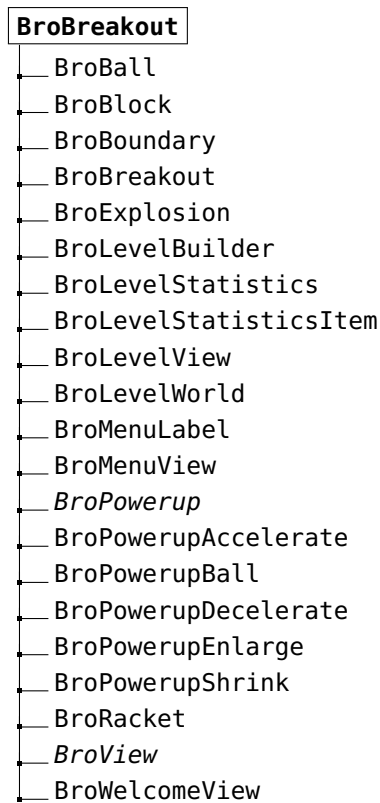 BroBreakout
BroBall
BroBlock
BroBoundary
BroBreakout
BroExplosion
BroLevelBuilder
BroLevelStatistics
BroLevelStatisticsItem
BroLevelView
BroLevelWorld
BroMenuLabel
BroMenuView
BroPowerup
BroPowerupAccelerate
BroPowerupBall
BroPowerupDecelerate
BroPowerupEnlarge
BroPowerupShrink
BroRacket
BroView
BroWelcomeView